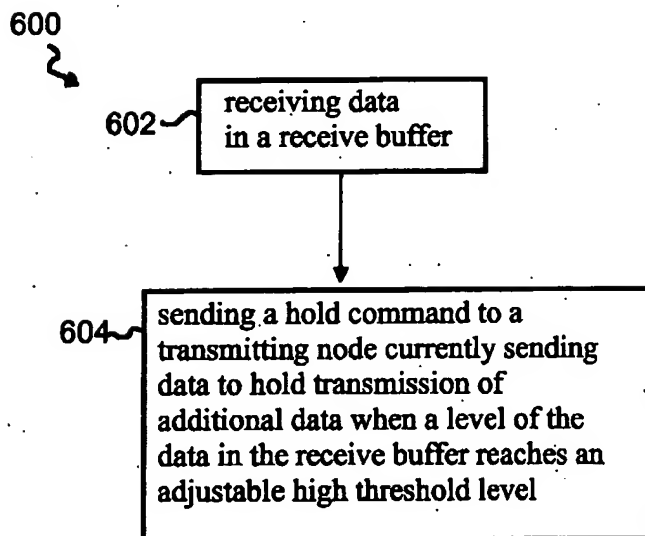 600
602
receiving data
in a receive buffer
604
sending a hold command to a
transmitting node currently sending
data to hold transmission of
additional data when a level of the
data in the receive buffer reaches an
adjustable high threshold level